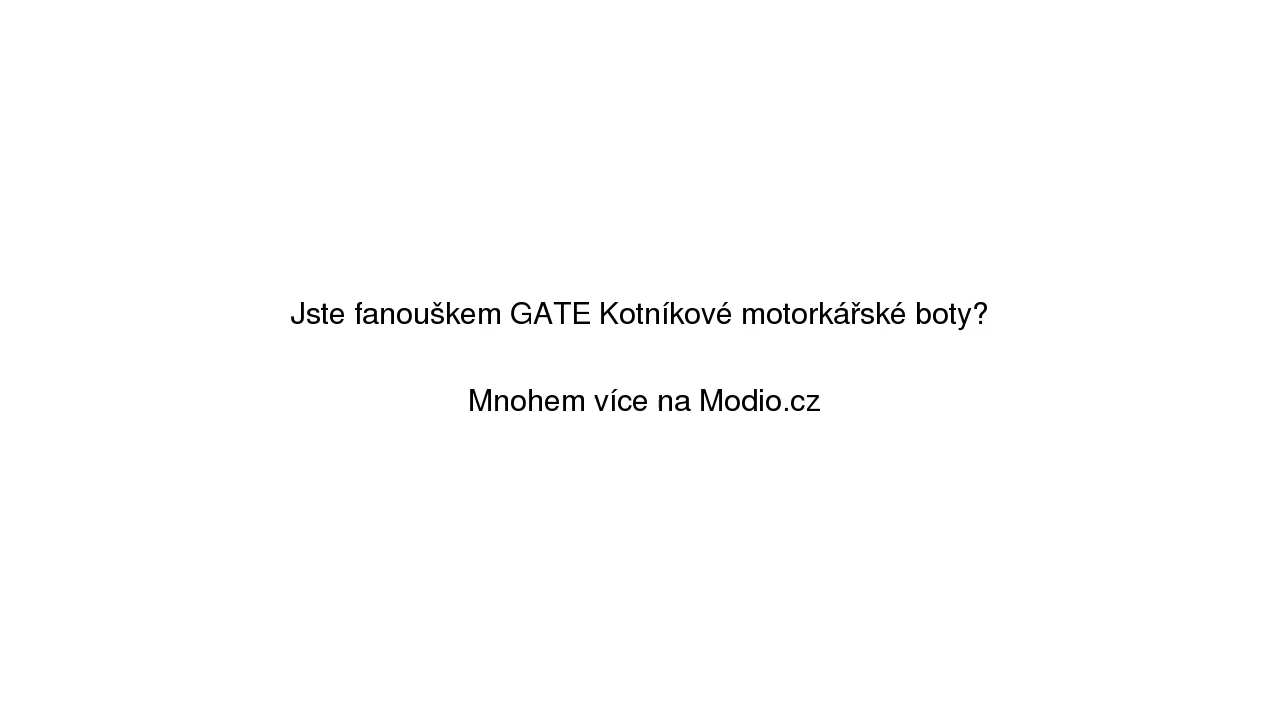 Jste fanouškem GATE Kotníkové motorkářské boty?
Mnohem více na Modio.cz